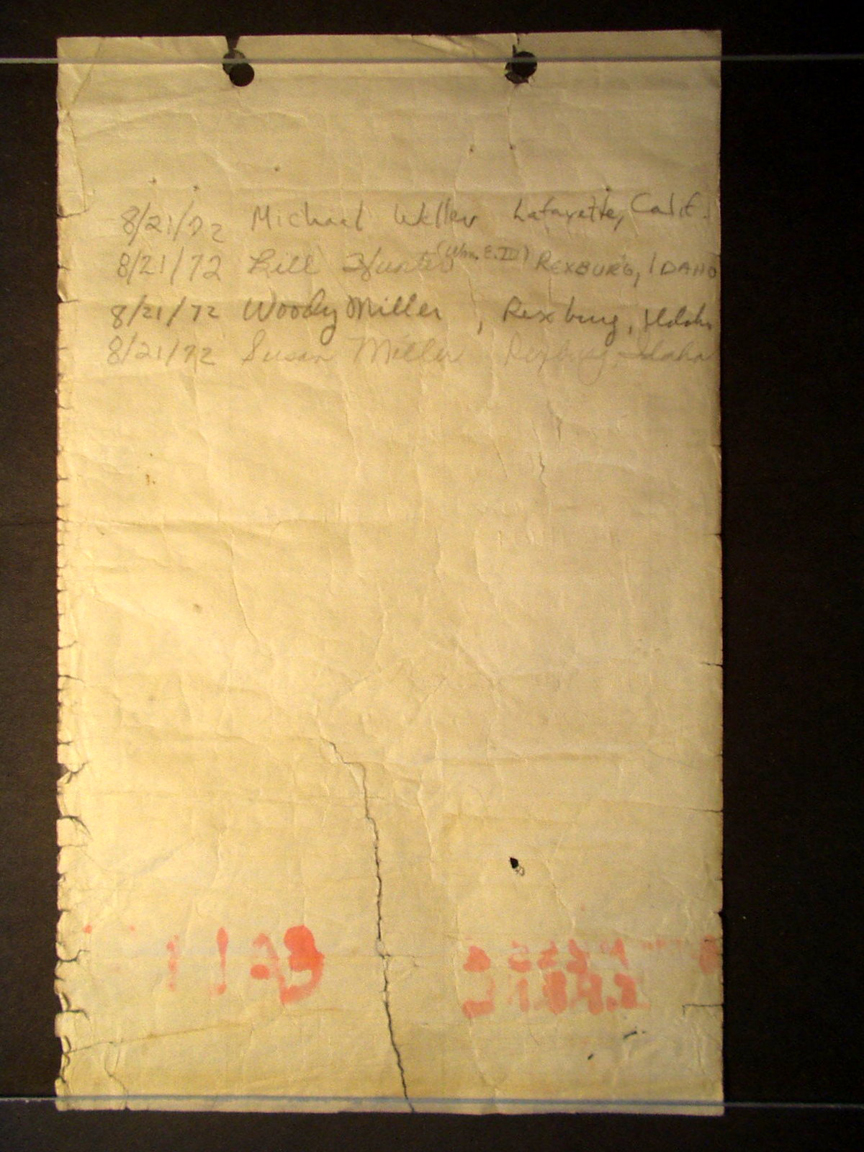 8/21/72 Michael Weller Lafayette, Calif.
8/21/72 Bill Hunter (Wm. E. III) REXBURG, IDAHO
8/21/72 Woody Miller, Rexburg, Idaho
8/21/72 Susan Miller Rexburg, Idaho